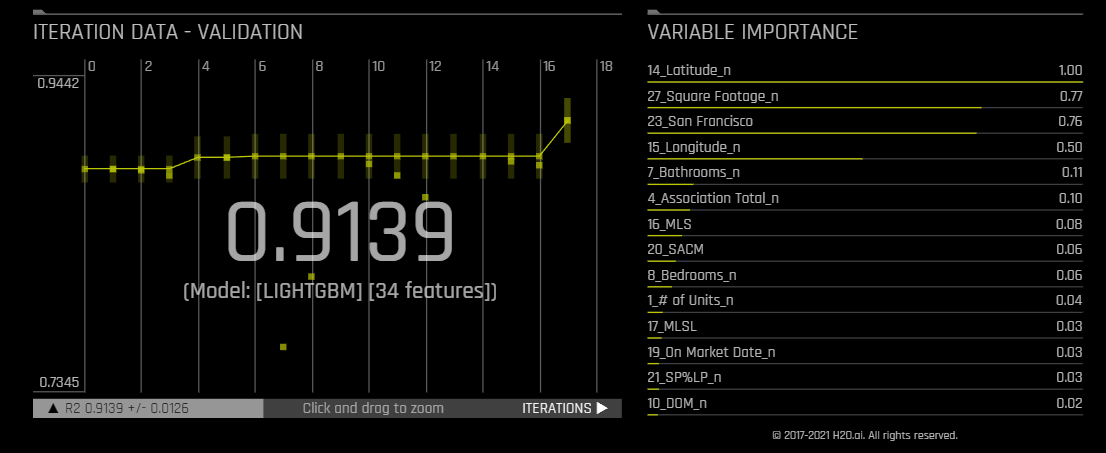 ITERATION DATA - VALIDATION
0 2 4 6 8 10 12 14 16 18
0.9442
0.9139
(Model: [LIGHTGBM] [34 features])
0.7345
▲ R2 0.9139 +/- 0.0126 Click and drag to zoom ITERATIONS ▶
VARIABLE IMPORTANCE
14_Latitude_n 1.00
27_Square Footage_n 0.77
23_San Francisco 0.76
15_Longitude_n 0.50
7_Bathrooms_n 0.11
4_Association Total_n 0.10
16_MLS 0.08
20_SACM 0.06
8_Bedrooms_n 0.06
1_# of Units_n 0.04
17_MLSL 0.03
19_On Market Date_n 0.03
21_SP%LP_n 0.03
10_DOM_n 0.02
© 2017-2021 H2O.ai. All rights reserved.